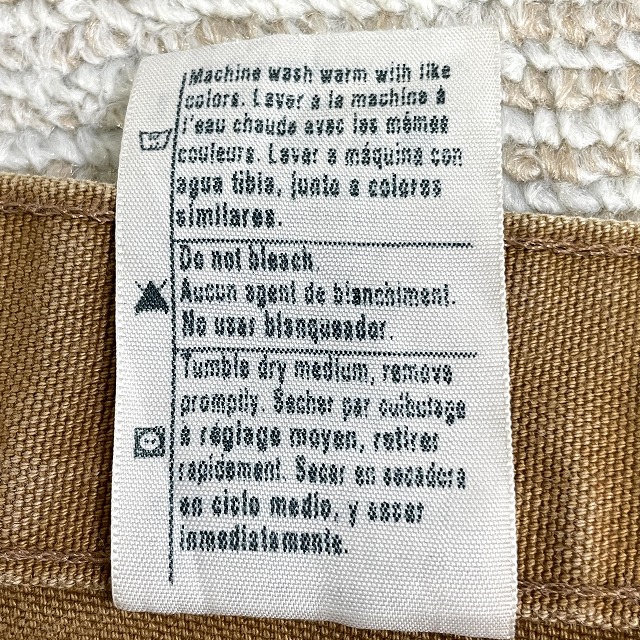 Machine wash warm with like
colors. Laver à la machine à
l'eau chaude avec les mêmes
couleurs. Lavar a máquina con
agua tibia, junto a colores
similares.
Do not bleach.
Aucun agent de blanchiment.
No usar blanqueador.
Tumble dry medium, remove
promptly. Sécher par culbutage
à réglage moyen, retirer
rapidement. Secar en secadora
en ciclo medio, y sacar
inmediatamente.